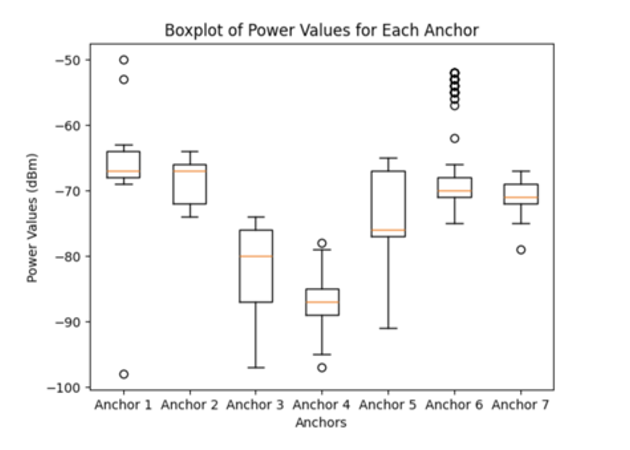 Boxplot of Power Values for Each Anchor
−50
−60
−70
−80
−90
−100
Power Values (dBm)
Anchor 1 Anchor 2 Anchor 3 Anchor 4 Anchor 5 Anchor 6 Anchor 7
Anchors